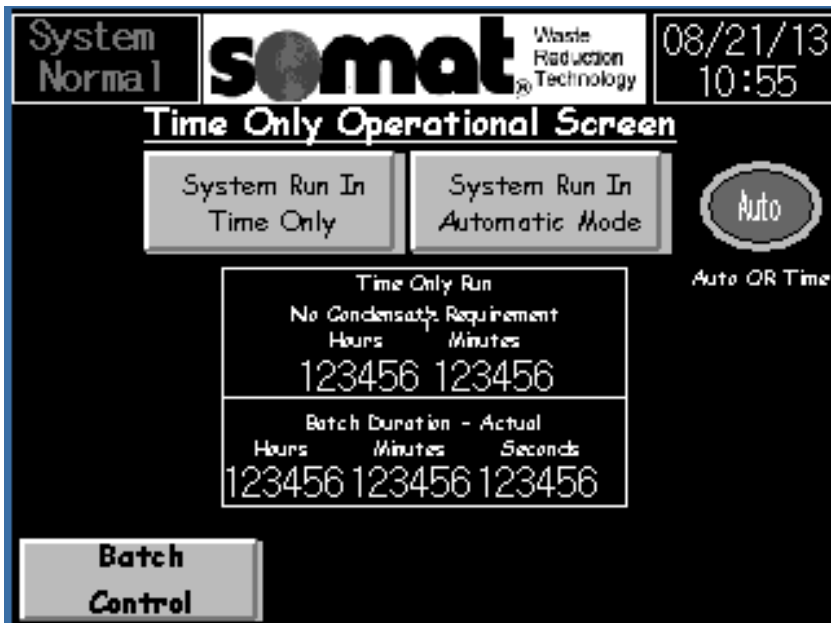 System
Normal
somat®
Waste
Reduction
Technology
08/21/13
10:55
Time Only Operational Screen
System Run In
Time Only
System Run In
Automatic Mode
Auto
Auto OR Time
Time Only Run
No Condensate Requirement
Hours Minutes
123456 123456
Batch Duration - Actual
Hours Minutes Seconds
123456 123456 123456
Batch
Control